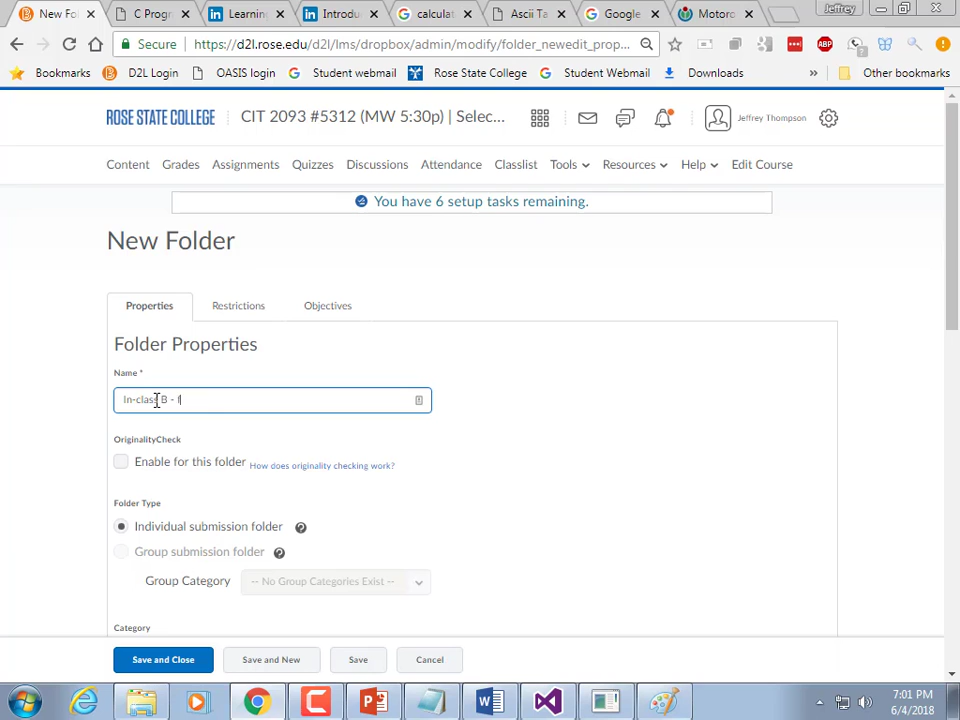 New Fo
C Progr
Learning
Introdu
calculat
Ascii Ta
Google
Motoro
Jeffrey
Secure
https://d2l.rose.edu/d2l/lms/dropbox/admin/modify/folder_newedit_prop...
ABP
Bookmarks
D2L Login
OASIS login
Student webmail
Rose State College
Student Webmail
Downloads
»
Other bookmarks
ROSE STATE COLLEGE
CIT 2093 #5312 (MW 5:30p) | Selec...
Jeffrey Thompson
Content
Grades
Assignments
Quizzes
Discussions
Attendance
Classlist
Tools
Resources
Help
Edit Course
You have 6 setup tasks remaining.
New Folder
Properties
Restrictions
Objectives
Folder Properties
Name *
In-class B - f
OriginalityCheck
Enable for this folder
How does originality checking work?
Folder Type
Individual submission folder
Group submission folder
Group Category
-- No Group Categories Exist --
Category
Save and Close
Save and New
Save
Cancel
7:01 PM
6/4/2018